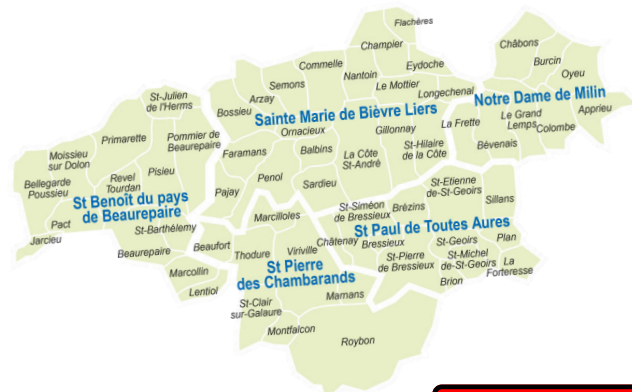 Flachères
Champier
Châbons
Commelle
Eydoche
Burcin
Oyeu
Semons
Nantoin
Le Mottier
Longechenal
St-Julien
de l'Herms
Arzay
Bossieu
Sainte Marie de Bièvre Liers
Notre Dame de Milin
Apprieu
Ornacieux
Gillonnay
La Frette
Le Grand
Lemps
Colombe
Primarette
Pommier de
Beaurepaire
Faramans
Balbins
La Côte
St-André
St-Hilaire
de la Côte
Bévenais
Moissieu
sur Dolon
Pisieu
Revel
Tourdan
Bellegarde
Poussieu
Penol
Pajay
Sardieu
St-Etienne
de-St-Geoirs
Sillans
St Benoît du pays
de Beaurepaire
Marcilloles
St-Siméon
de Bressieux
Brézins
Pact
Jarcieu
St-Barthélemy
St Paul de Toutes Aures
Beaurepaire
Beaufort
Thodure
Viriville
Châtenay
Bressieux
St-Geoirs
Plan
St Pierre
des Chambarands
St-Pierre
de Bressieux
St-Michel
de-St-Geoirs
La
Forteresse
Brion
Marcollin
Lentiol
St-Clair
sur-Galaure
Marnans
Montfalcon
Roybon